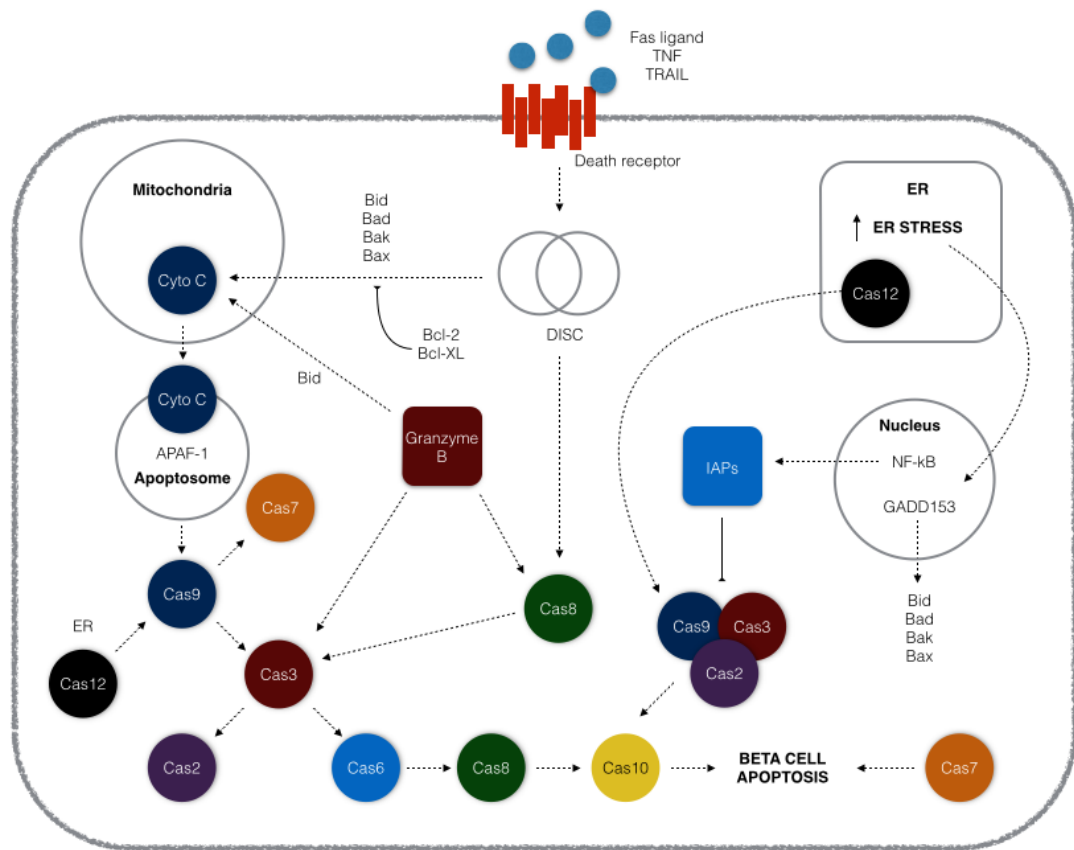 Fas ligand
TNF
TRAIL
Death receptor
Mitochondria
Cyto C
Bid
Bad
Bak
Bax
Bcl-2
Bcl-XL
DISC
ER
ER STRESS
Cas12
Bid
Cyto C
APAF-1
Apoptosome
Granzyme
B
IAPs
Nucleus
NF-kB
GADD153
Cas7
Cas9
Cas8
ER
Cas12
Cas3
Cas9
Cas3
Cas2
Bid
Bad
Bak
Bax
Cas2
Cas6
Cas8
Cas10
BETA CELL
APOPTOSIS
Cas7